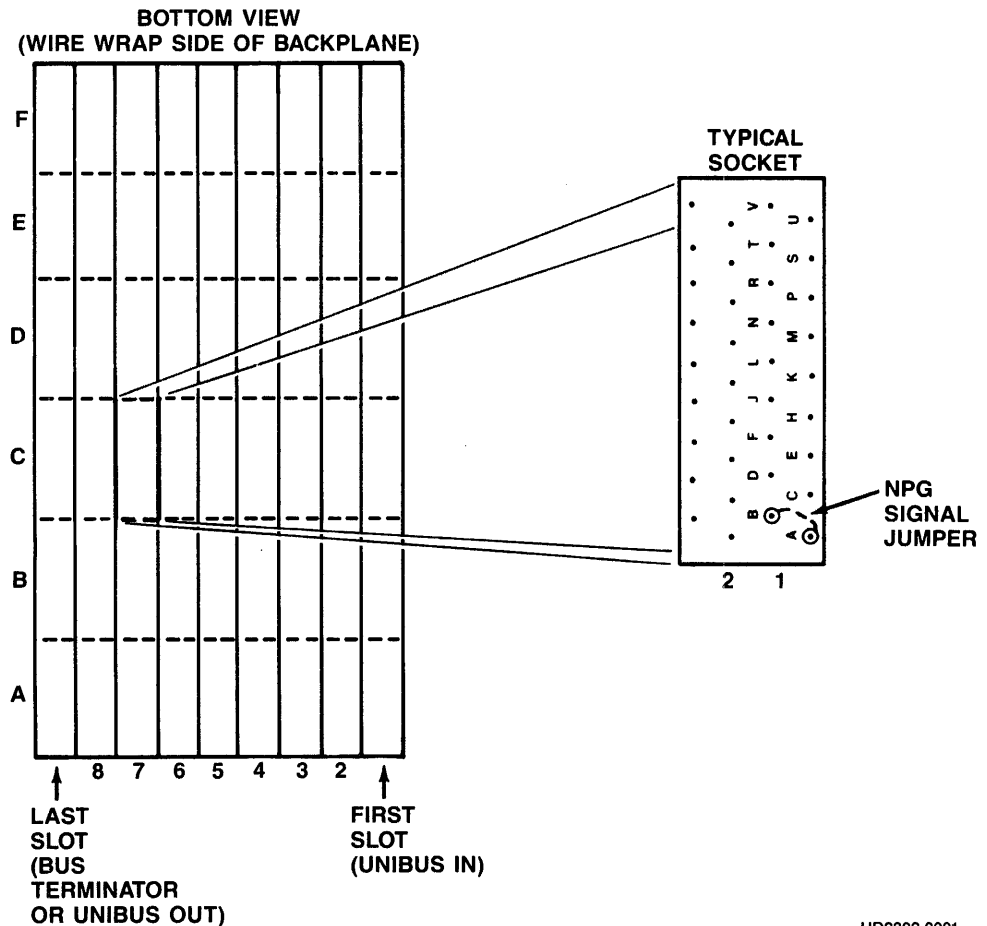 BOTTOM VIEW
(WIRE WRAP SIDE OF BACKPLANE)
F
E
D
C
B
A
8 7 6 5 4 3 2
LAST
SLOT
(BUS
TERMINATOR
OR UNIBUS OUT)
FIRST
SLOT
(UNIBUS IN)
TYPICAL
SOCKET
B D F J L N R T V
A C E H K M P S U
2 1
NPG
SIGNAL
JUMPER